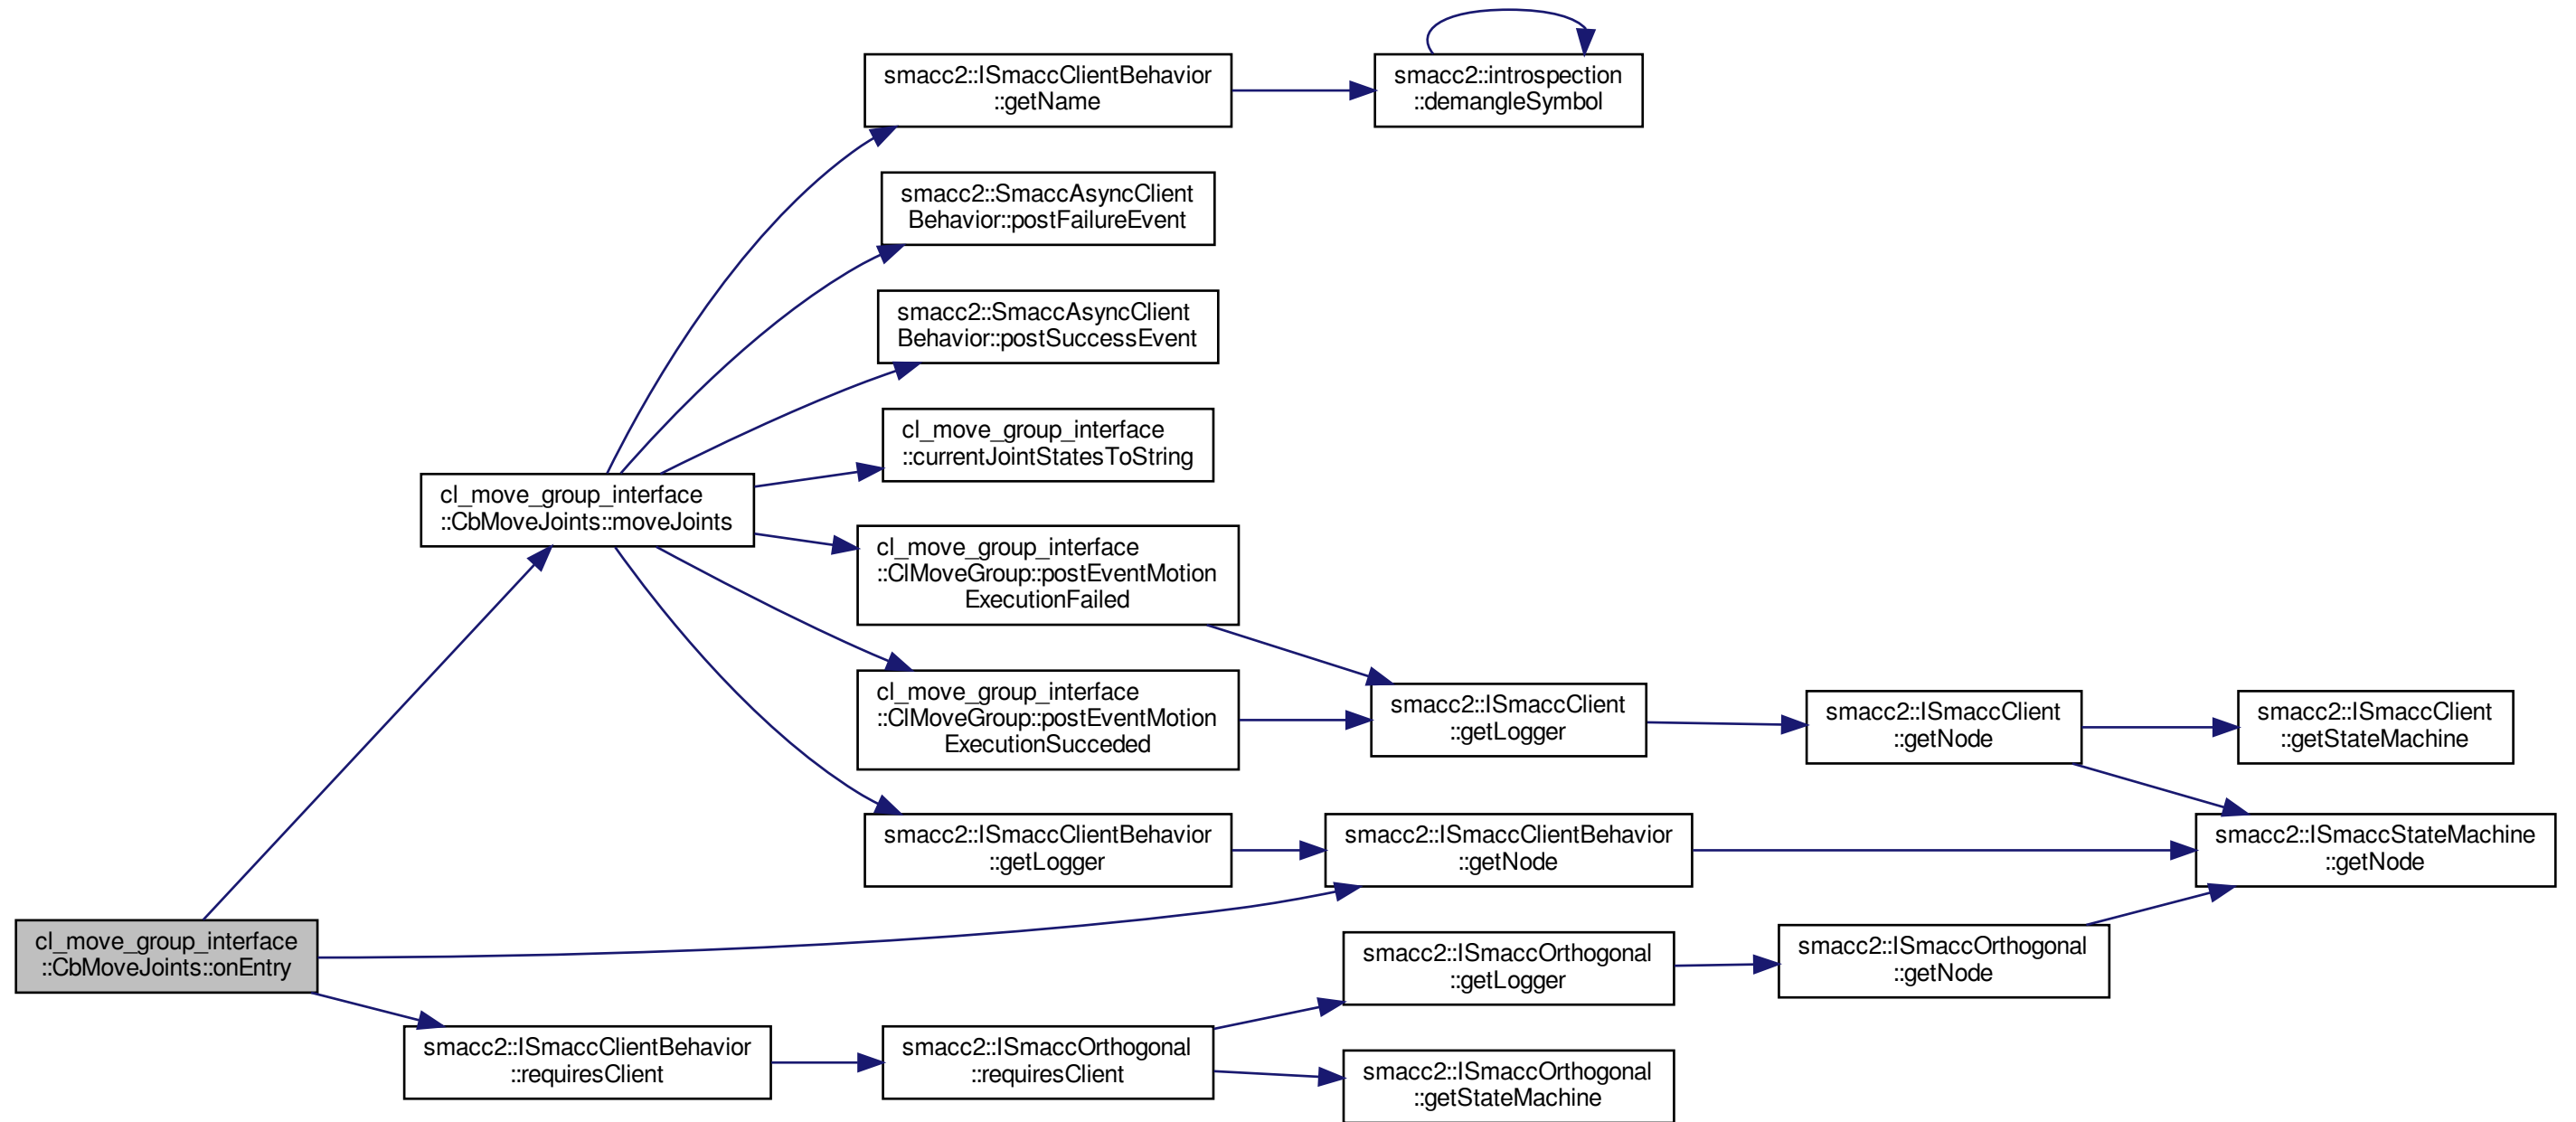 smacc2::ISmaccClientBehavior
::getName
smacc2::introspection
::demangleSymbol
smacc2::SmaccAsyncClient
Behavior::postFailureEvent
smacc2::SmaccAsyncClient
Behavior::postSuccessEvent
cl_move_group_interface
::currentJointStatesToString
cl_move_group_interface
::CbMoveJoints::moveJoints
cl_move_group_interface
::ClMoveGroup::postEventMotion
ExecutionFailed
cl_move_group_interface
::ClMoveGroup::postEventMotion
ExecutionSucceded
smacc2::ISmaccClient
::getLogger
smacc2::ISmaccClient
::getNode
smacc2::ISmaccClient
::getStateMachine
smacc2::ISmaccClientBehavior
::getLogger
smacc2::ISmaccClientBehavior
::getNode
smacc2::ISmaccStateMachine
::getNode
cl_move_group_interface
::CbMoveJoints::onEntry
smacc2::ISmaccOrthogonal
::getLogger
smacc2::ISmaccOrthogonal
::getNode
smacc2::ISmaccClientBehavior
::requiresClient
smacc2::ISmaccOrthogonal
::requiresClient
smacc2::ISmaccOrthogonal
::getStateMachine